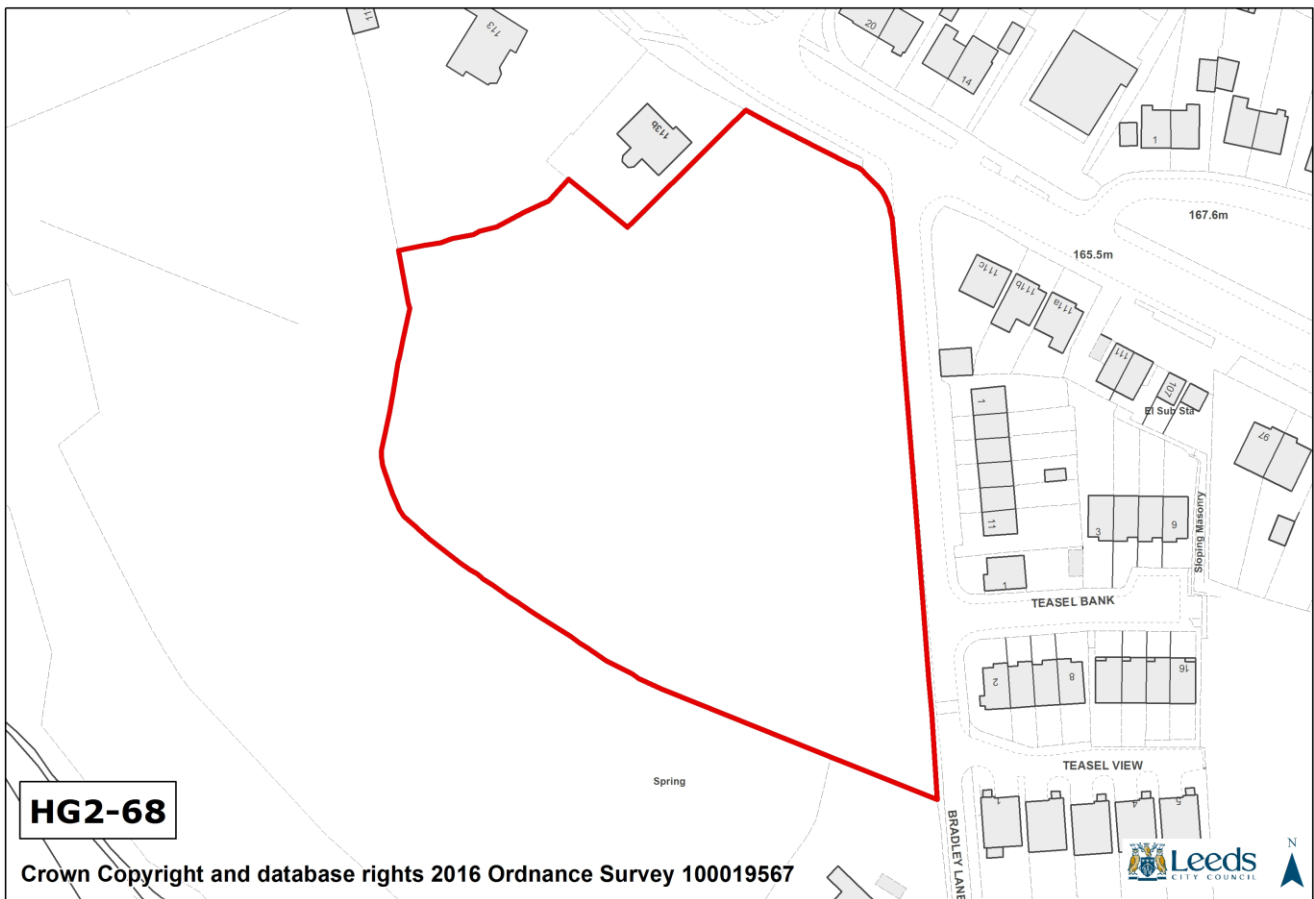 113
20
14
113b
1
167.6m
165.5m
111c
111b
111a
111
107
El Sub Sta
97
1
11
3
9
Sloping Masonry
1
TEASEL BANK
2
8
16
TEASEL VIEW
Spring
1
4
5
BRADLEY LANE
HG2-68
Leeds
CITY COUNCIL
N
Crown Copyright and database rights 2016 Ordnance Survey 100019567